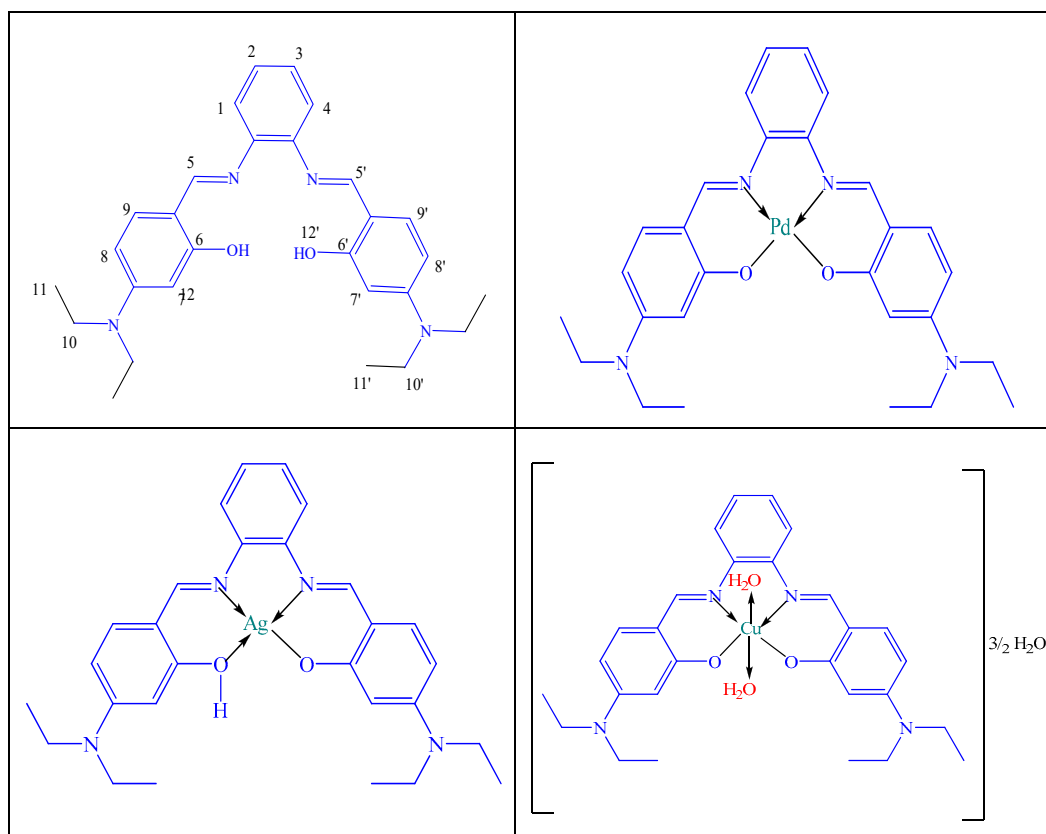 2 3
1 4
5 N N 5'
9 12' 9'
6 OH HO 6'
8 8'
11 7 12 7'
N N
10 11' 10'
N N
Pd
O O
N N
N N
Ag
O O
H
N N
H₂O
N N
Cu
O O
H₂O
N N
3/2 H₂O